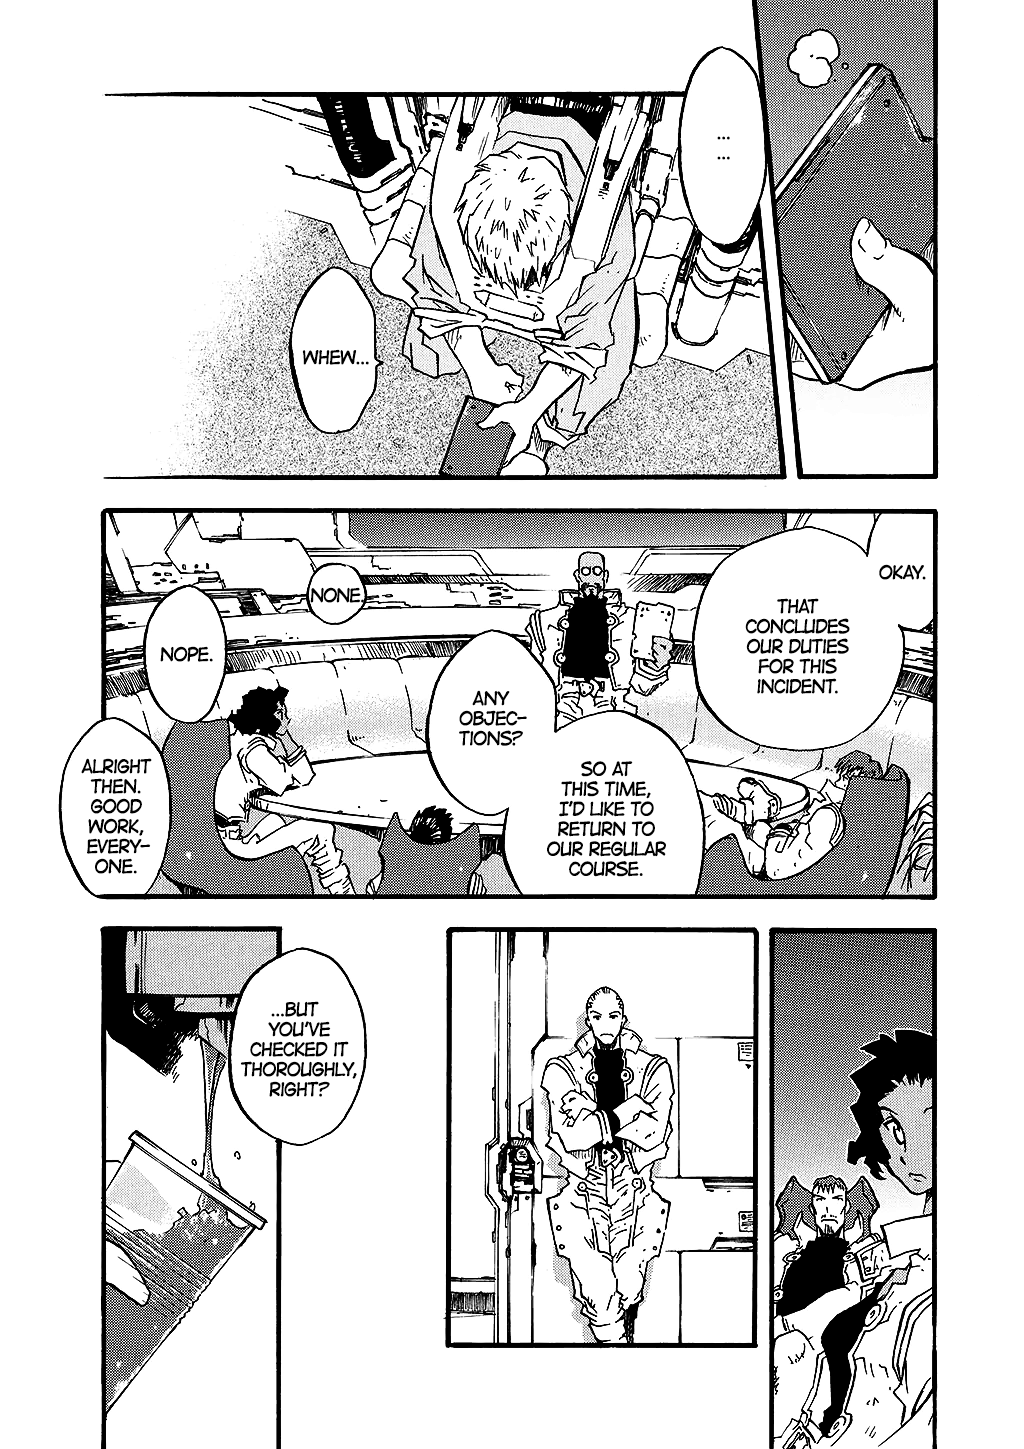 ...
...
WHEW...
OKAY.
THAT
CONCLUDES
OUR DUTIES
FOR THIS
INCIDENT.
SO AT
THIS TIME,
I'D LIKE TO
RETURN TO
OUR REGULAR
COURSE.
ANY
OBJEC-
TIONS?
NONE.
NOPE.
ALRIGHT
THEN.
GOOD
WORK,
EVERY-
ONE.
...BUT
YOU'VE
CHECKED IT
THOROUGHLY,
RIGHT?